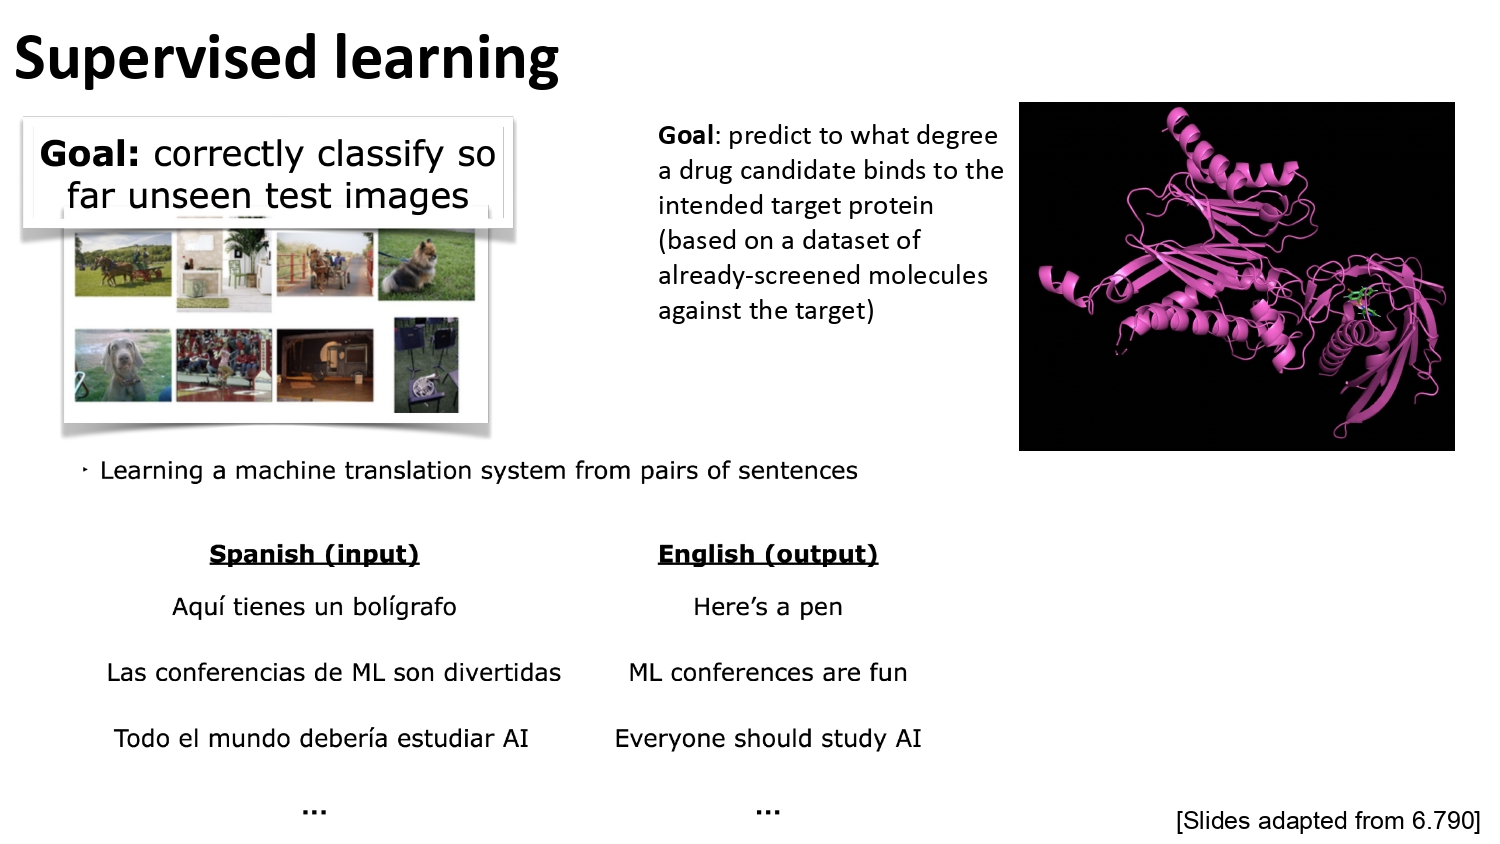 Supervised learning
Goal: correctly classify so
far unseen test images
Goal: predict to what degree
a drug candidate binds to the
intended target protein
(based on a dataset of
already-screened molecules
against the target)
‣ Learning a machine translation system from pairs of sentences
Spanish (input)
English (output)
Aquí tienes un bolígrafo
Here’s a pen
Las conferencias de ML son divertidas
ML conferences are fun
Todo el mundo debería estudiar AI
Everyone should study AI
...
...
[Slides adapted from 6.790]